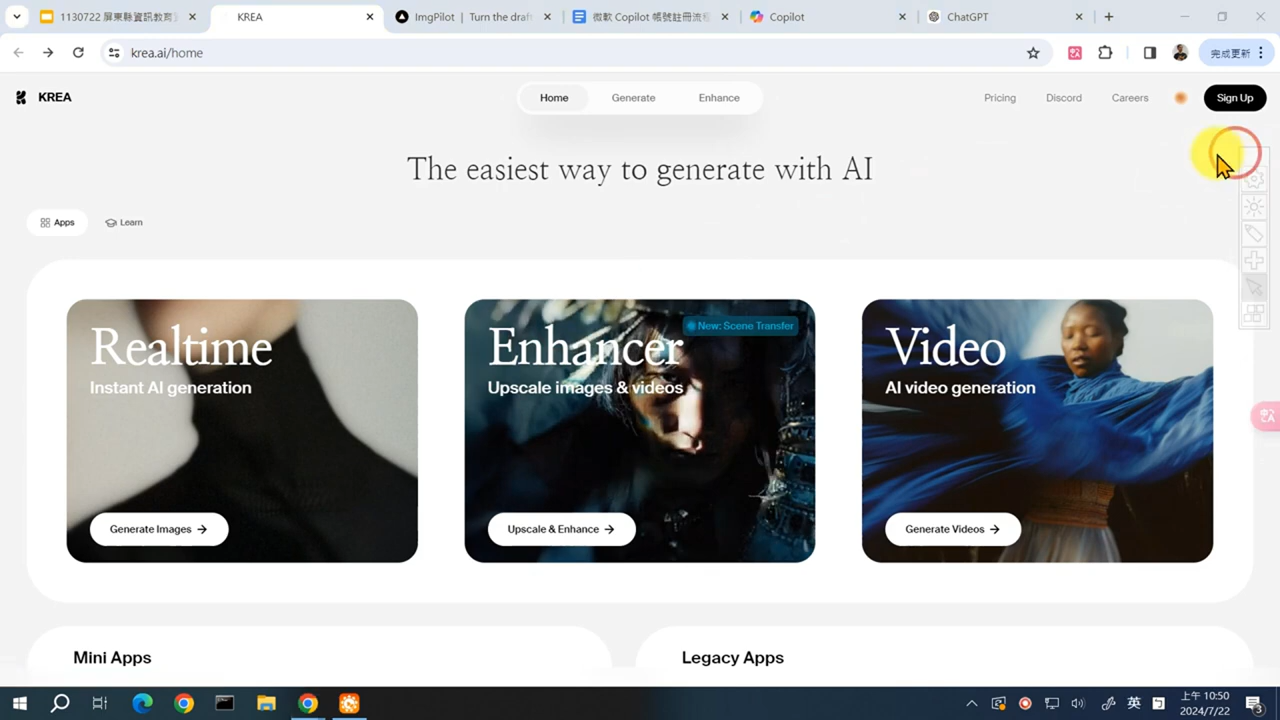 1130722 屏東縣資訊教育
KREA
ImgPilot | Turn the draf
微軟 Copilot 帳號註冊流程
Copilot
ChatGPT
krea.ai/home
完成更新
KREA
Home
Generate
Enhance
Pricing
Discord
Careers
Sign Up
The easiest way to generate with AI
Apps
Learn
Realtime
Instant AI generation
Generate Images →
New: Scene Transfer
Enhancer
Upscale images & videos
Upscale & Enhance →
Video
AI video generation
Generate Videos →
Mini Apps
Legacy Apps
英
上午 10:50
2024/7/22
3